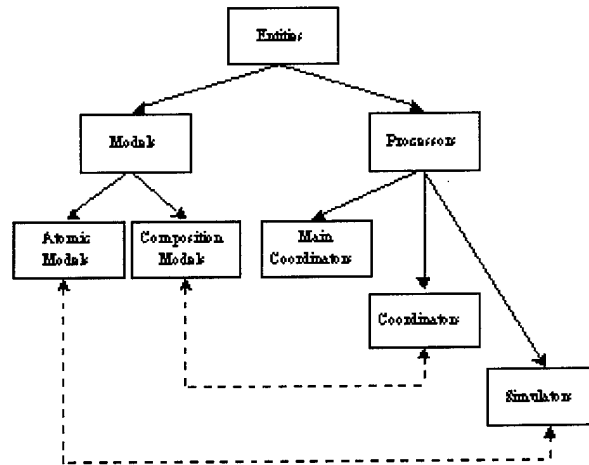 Entities
Models
Processors
Atomic
Models
Composition
Models
Main
Coordinators
Coordinators
Simulators